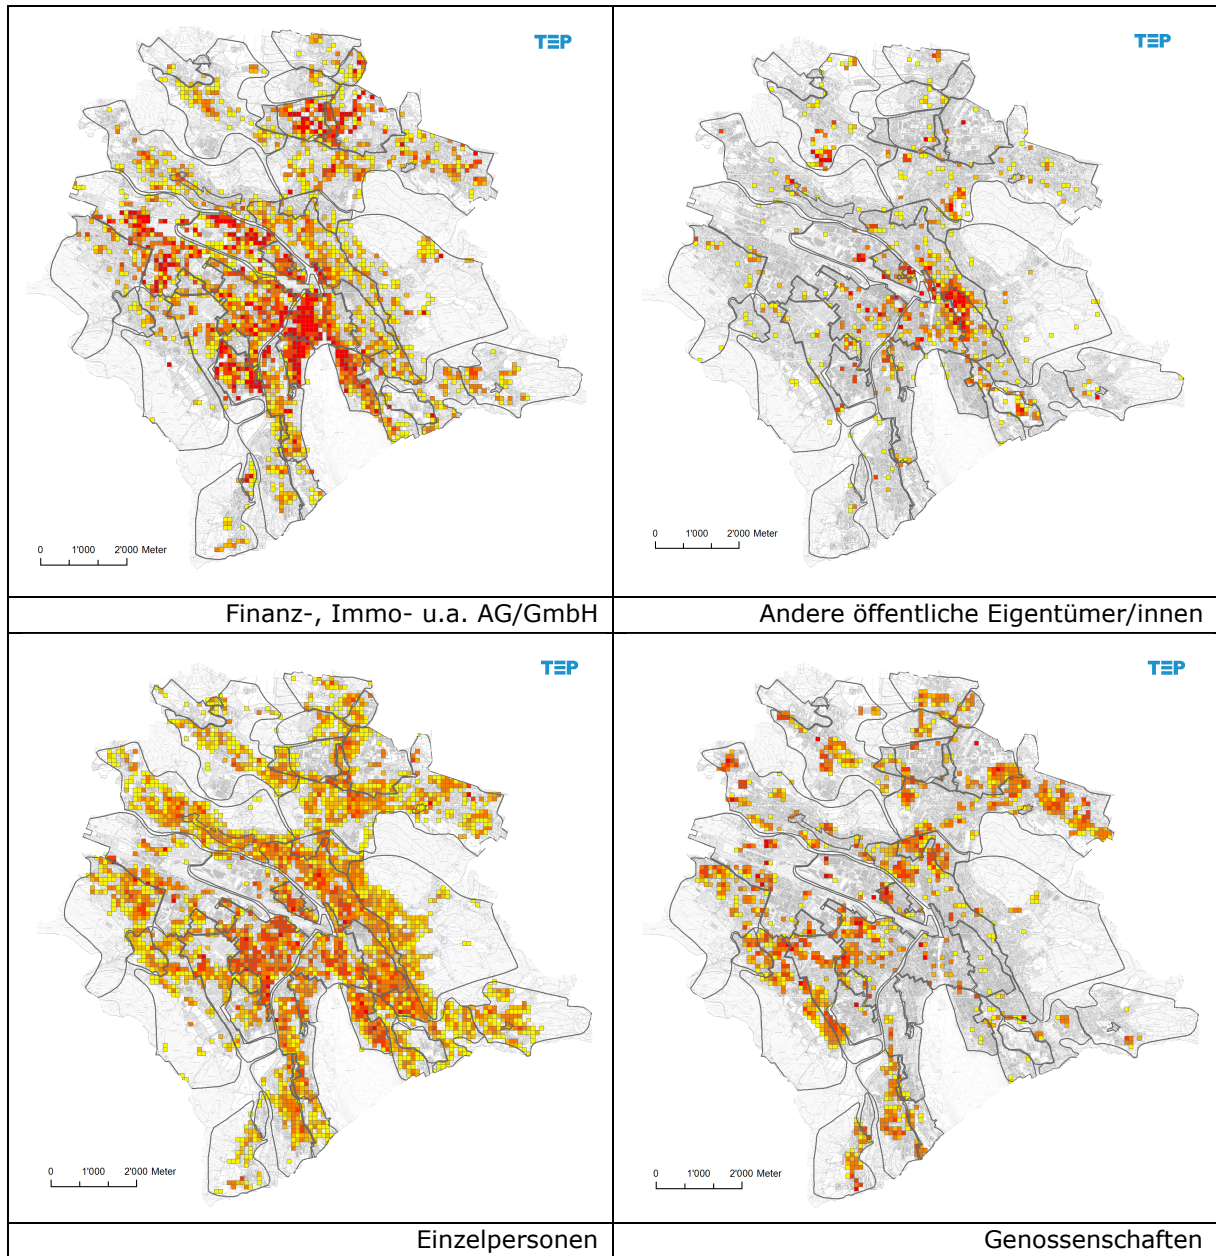 TEP
0 1'000 2'000 Meter
Finanz-, Immo- u.a. AG/GmbH
TEP
0 1'000 2'000 Meter
Andere öffentliche Eigentümer/innen
TEP
0 1'000 2'000 Meter
Einzelpersonen
TEP
0 1'000 2'000 Meter
Genossenschaften